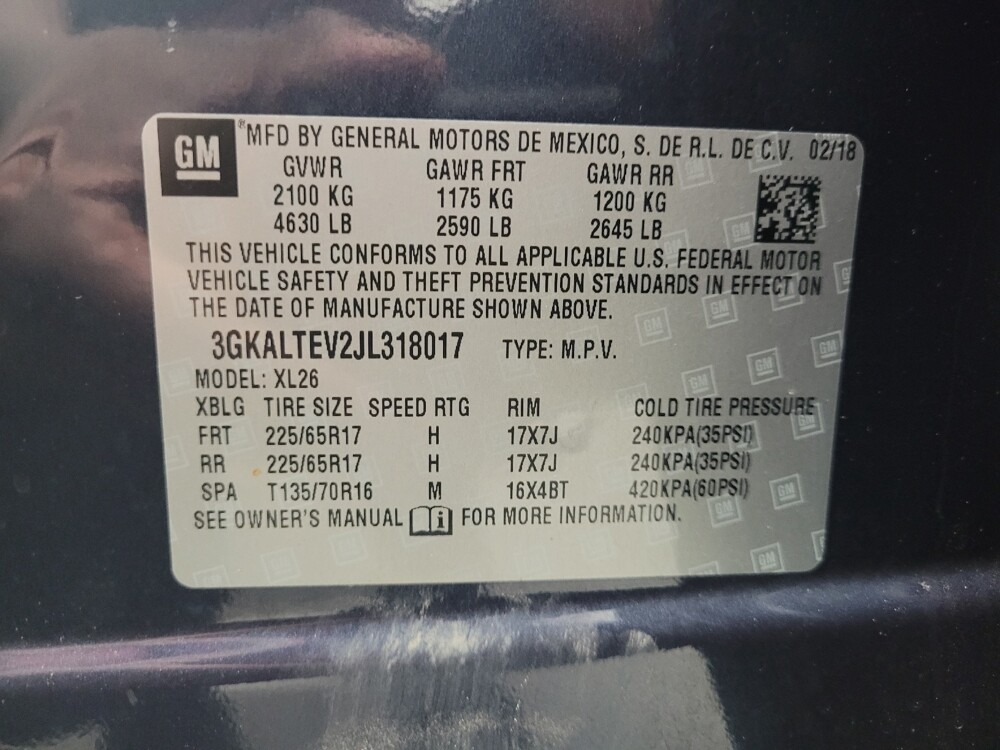 GM ®MFD BY GENERAL MOTORS DE MEXICO, S. DE R.L. DE C.V. 02/18
GVWR GAWR FRT GAWR RR
2100 KG 1175 KG 1200 KG
4630 LB 2590 LB 2645 LB
THIS VEHICLE CONFORMS TO ALL APPLICABLE U.S. FEDERAL MOTOR
VEHICLE SAFETY AND THEFT PREVENTION STANDARDS IN EFFECT ON
THE DATE OF MANUFACTURE SHOWN ABOVE.
3GKALTEV2JL318017 TYPE: M.P.V.
MODEL: XL26
XBLG TIRE SIZE SPEED RTG RIM COLD TIRE PRESSURE
FRT 225/65R17 H 17X7J 240KPA(35PSI)
RR 225/65R17 H 17X7J 240KPA(35PSI)
SPA T135/70R16 M 16X4BT 420KPA(60PSI)
SEE OWNER'S MANUAL i FOR MORE INFORMATION.